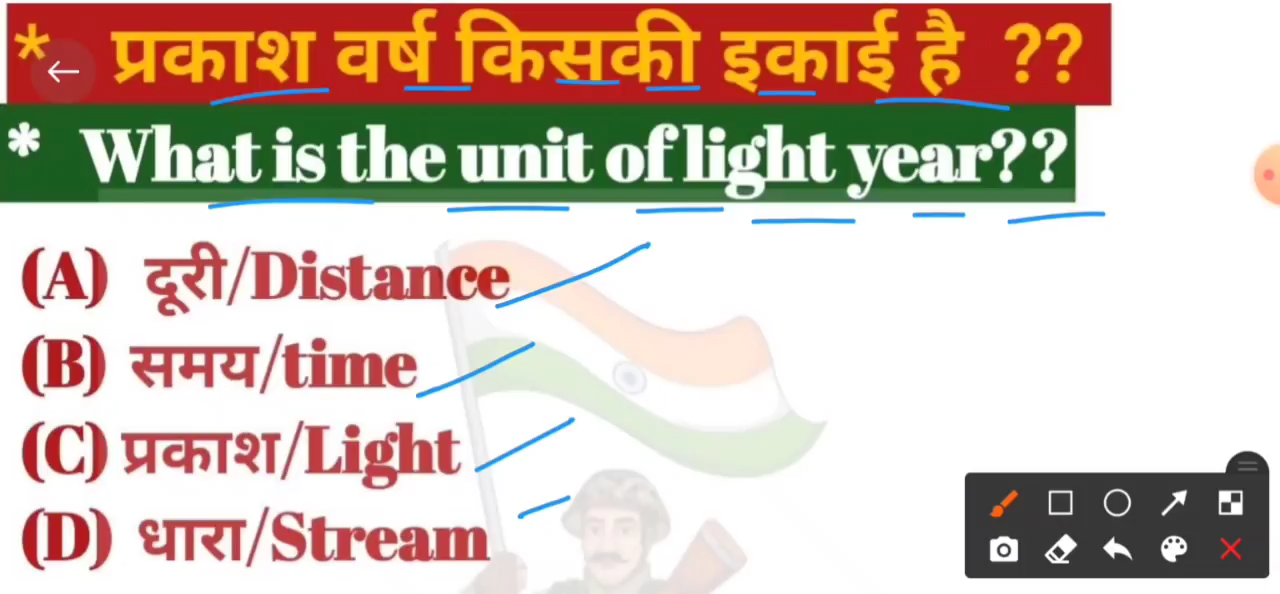 * प्रकाश वर्ष किसकी इकाई है ??
* What is the unit of light year??
(A) दूरी/Distance
(B) समय/time
(C) प्रकाश/Light
(D) धारा/Stream